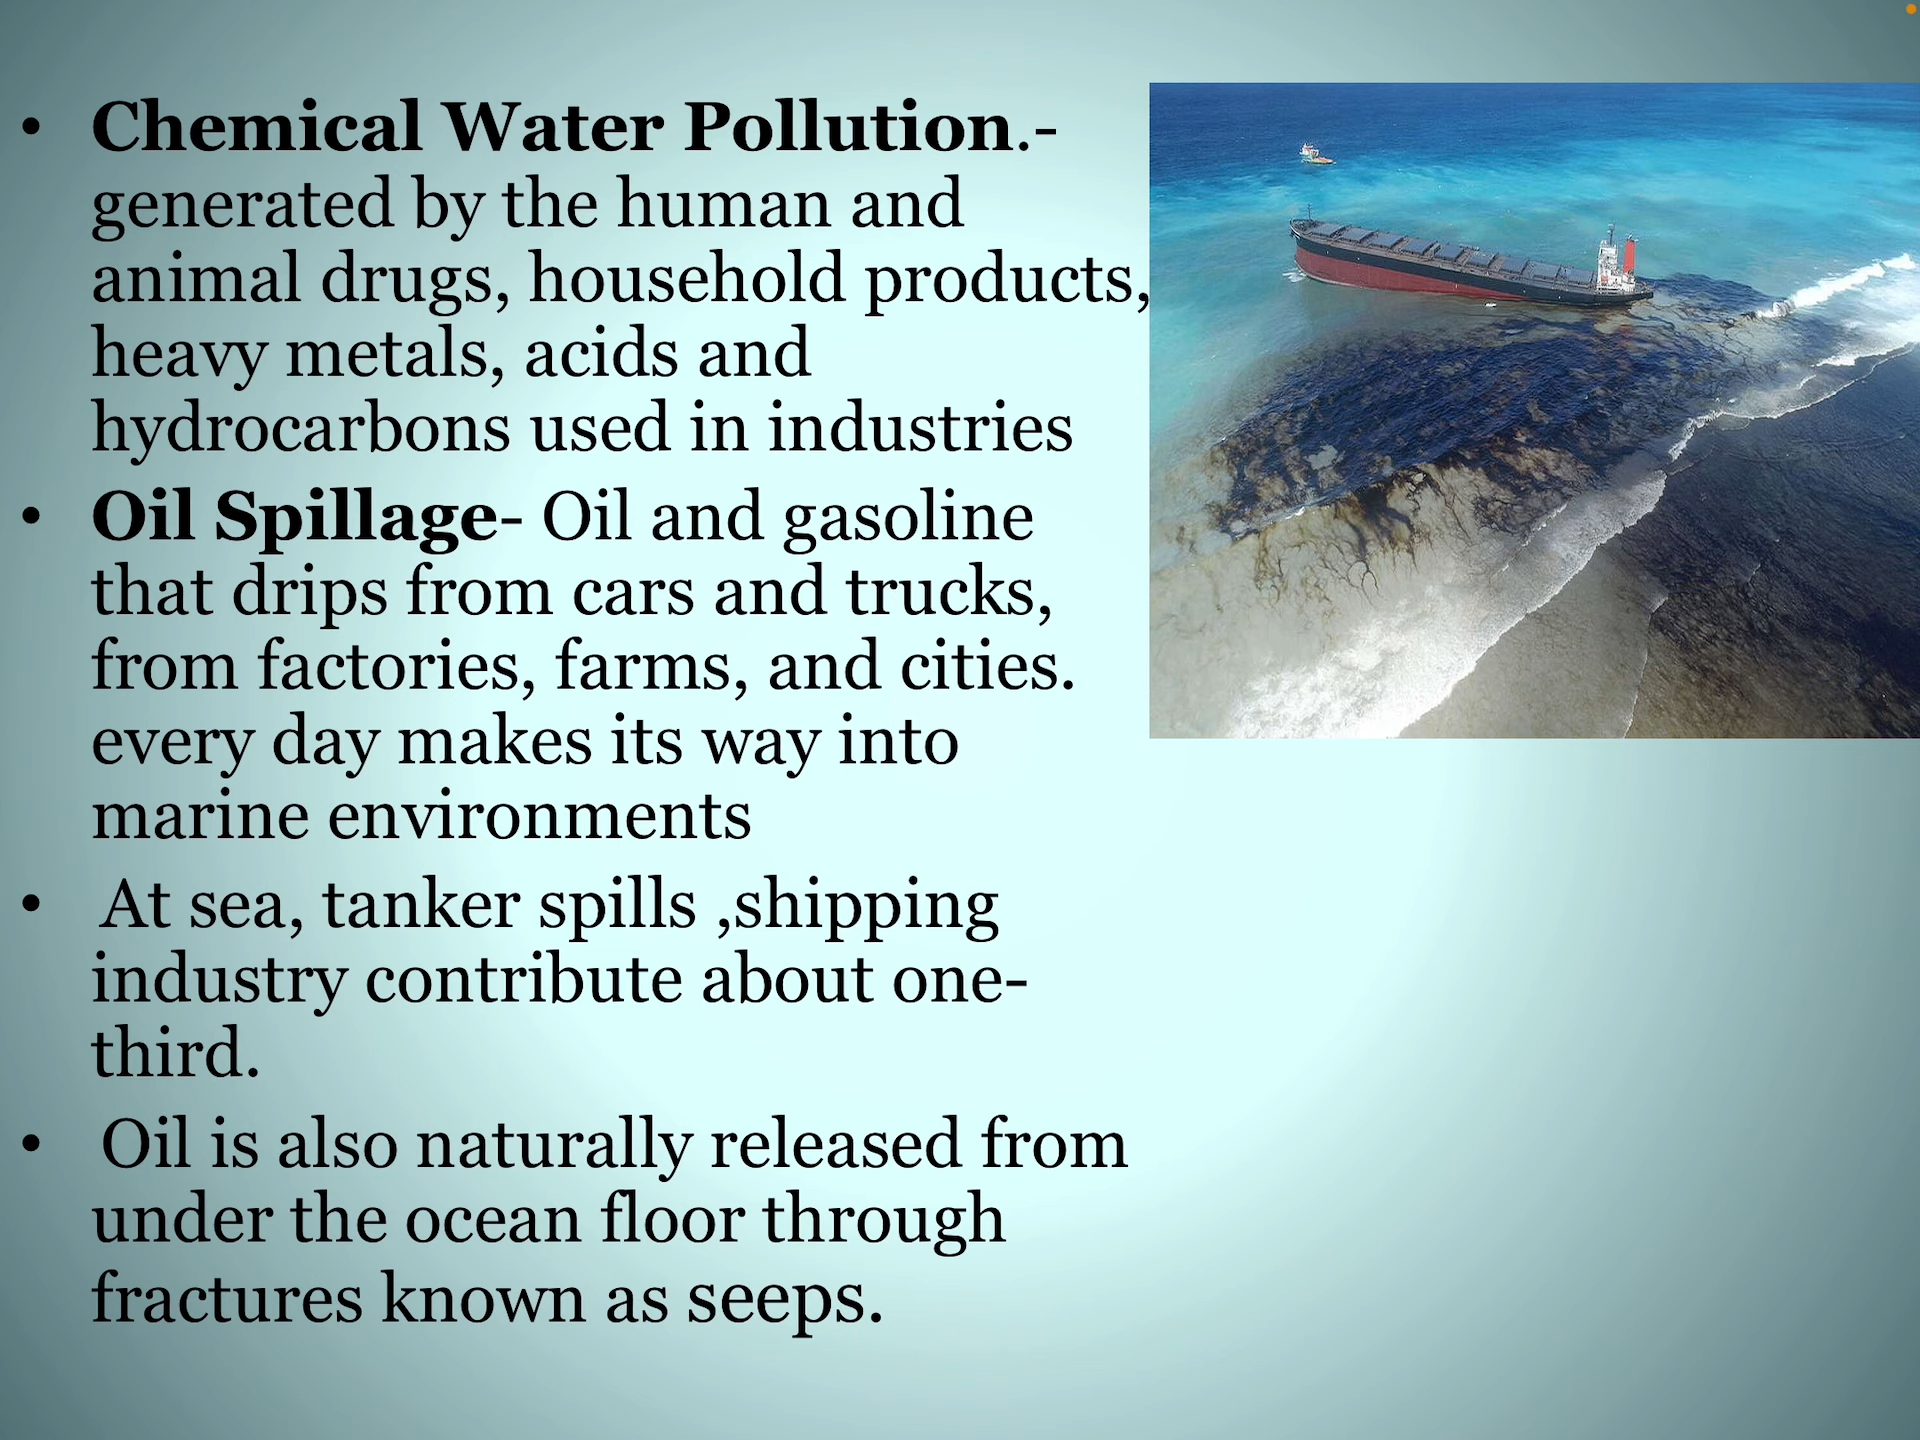 • Chemical Water Pollution.-
generated by the human and
animal drugs, household products,
heavy metals, acids and
hydrocarbons used in industries
• Oil Spillage- Oil and gasoline
that drips from cars and trucks,
from factories, farms, and cities.
every day makes its way into
marine environments
• At sea, tanker spills ,shipping
industry contribute about one-
third.
• Oil is also naturally released from
under the ocean floor through
fractures known as seeps.